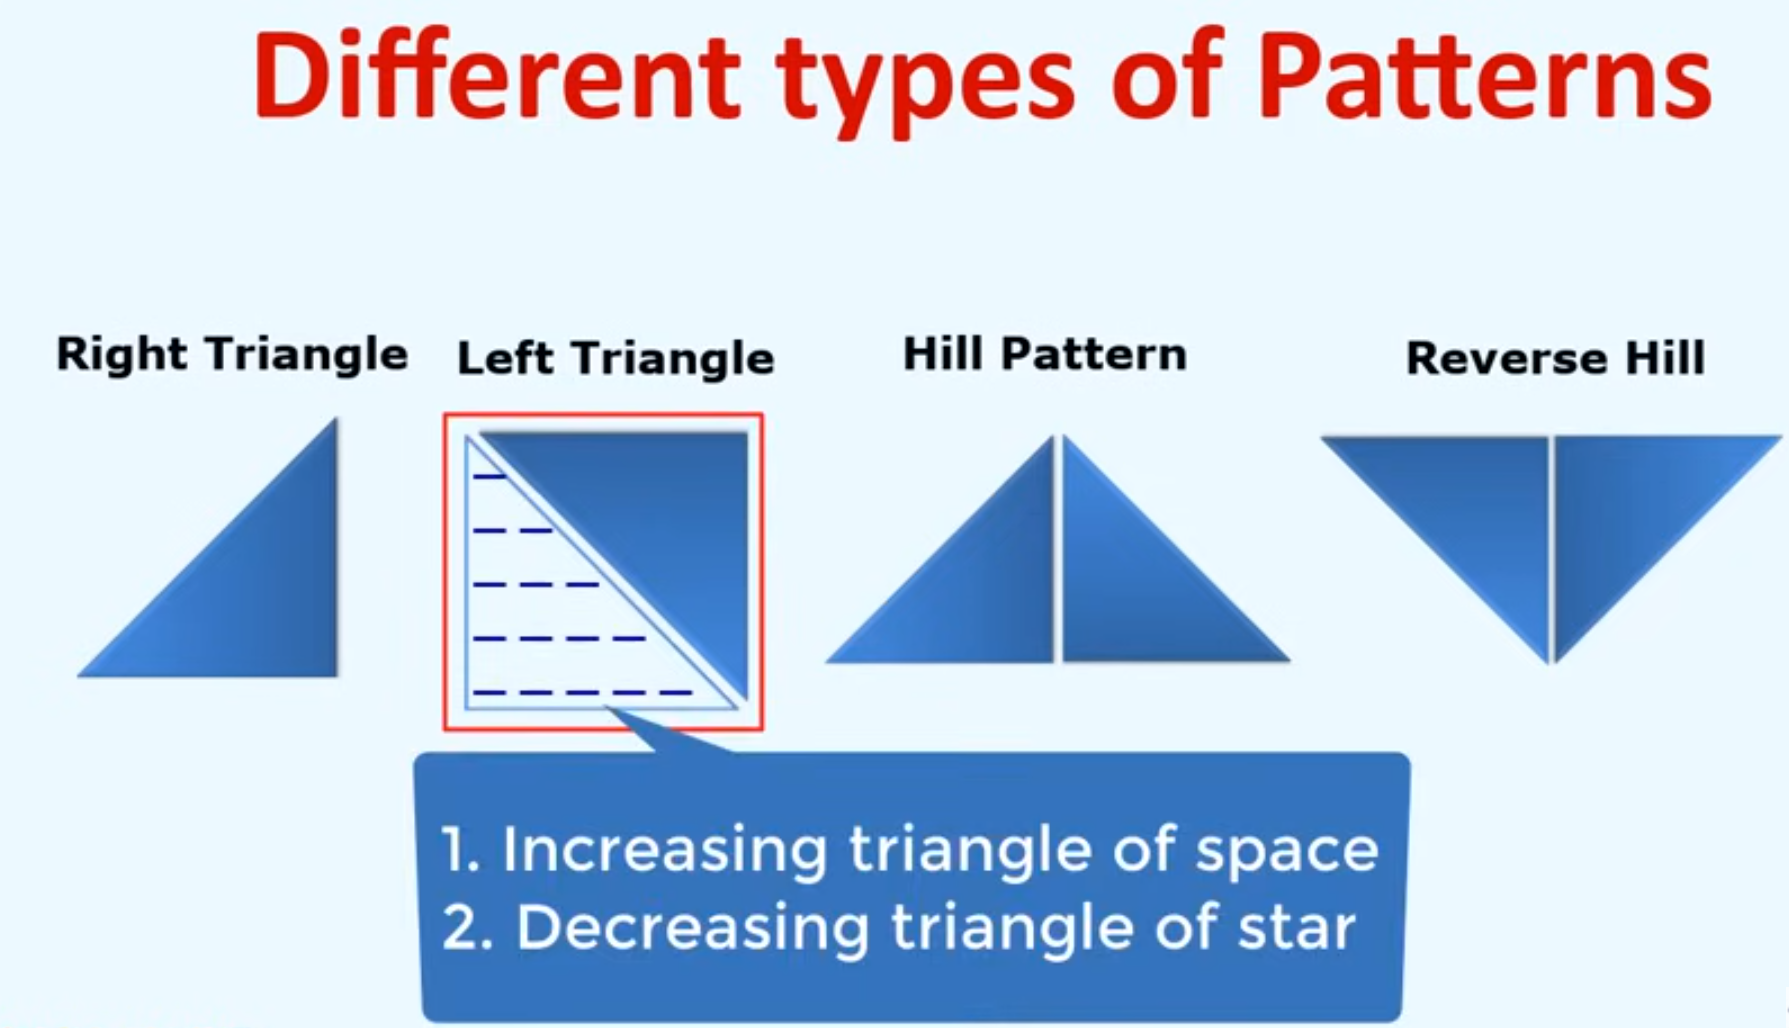 Different types of Patterns
Right Triangle
Left Triangle
Hill Pattern
Reverse Hill
1. Increasing triangle of space
2. Decreasing triangle of star